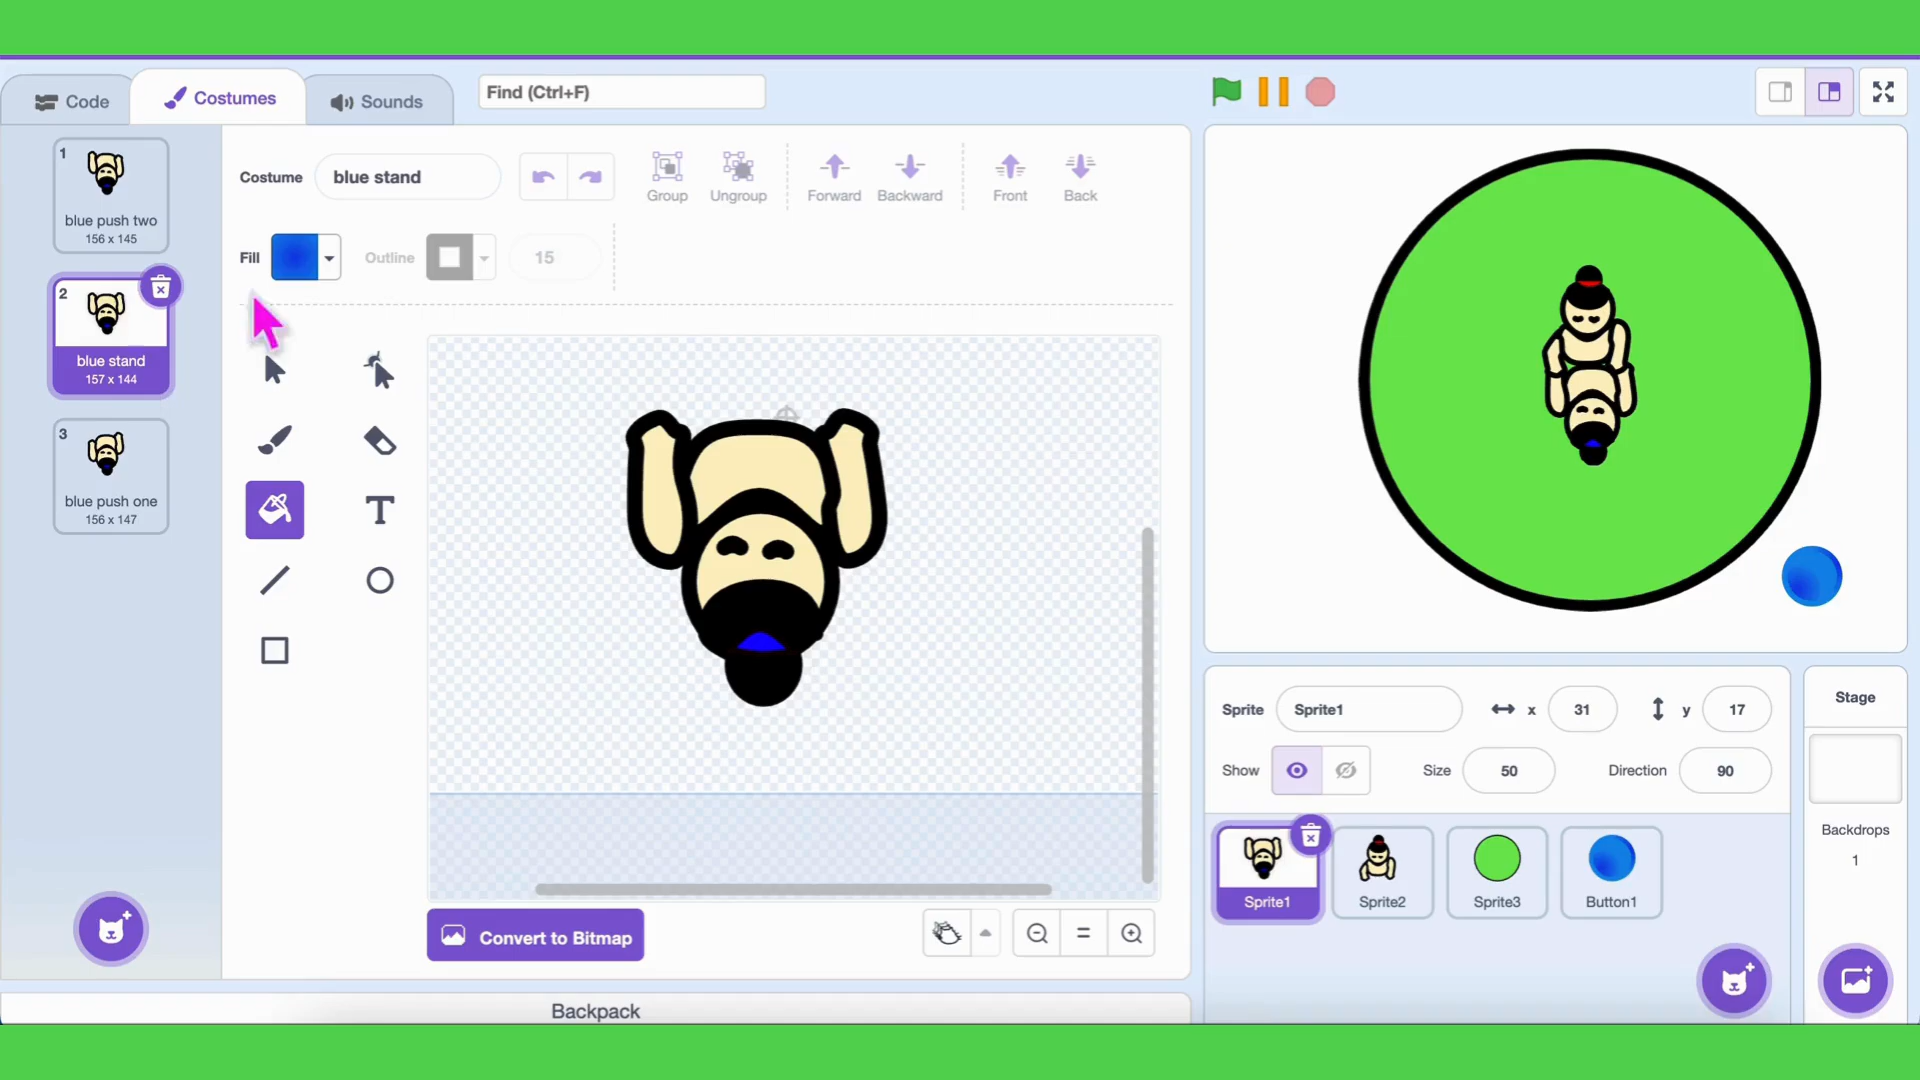 Code
Costumes
Sounds
Find (Ctrl+F)
1
blue push two
156 x 145
2
blue stand
157 x 144
3
blue push one
156 x 147
Costume
blue stand
Group
Ungroup
Forward
Backward
Front
Back
Fill
Outline
15
T
Convert to Bitmap
=
Backpack
Sprite
Sprite1
x
31
y
17
Show
Size
50
Direction
90
Sprite1
Sprite2
Sprite3
Button1
Stage
Backdrops
1